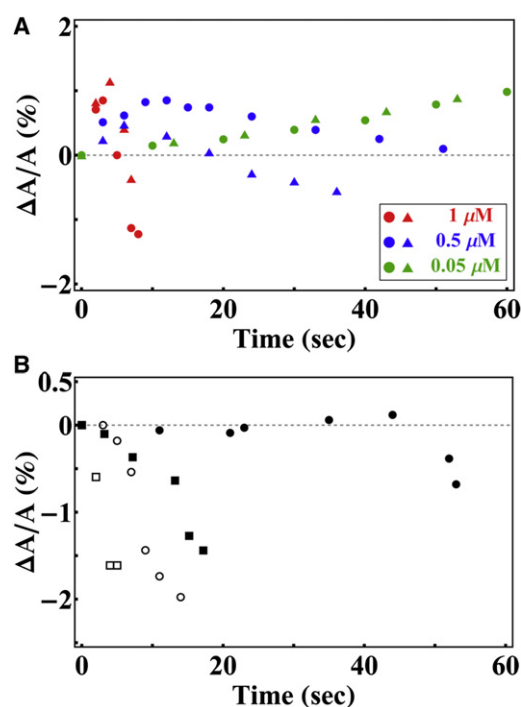 A
2
0
−2
ΔA/A (%)
1 μM
0.5 μM
0.05 μM
0 20 40 60
Time (sec)
B
0.5
0
−1
−2
ΔA/A (%)
0 20 40 60
Time (sec)